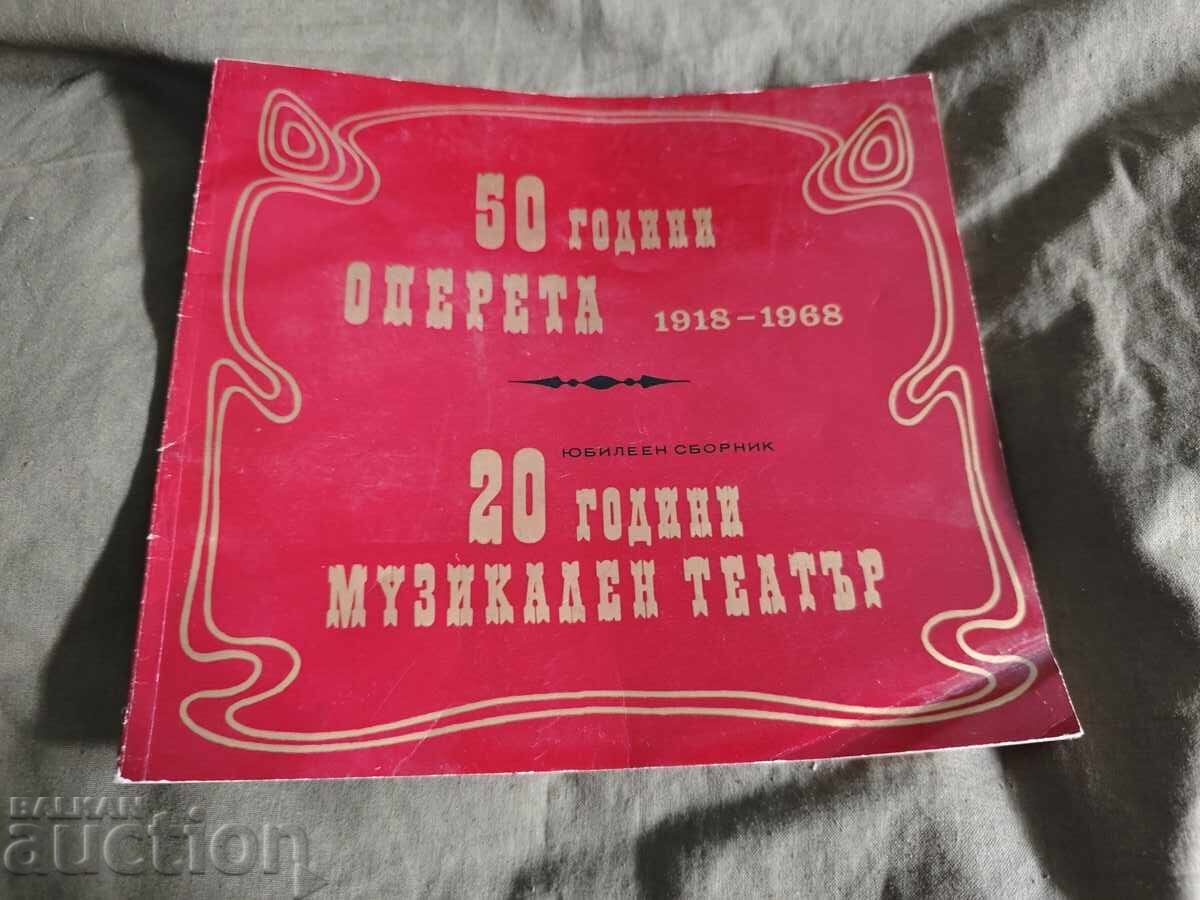 50 ГОДИНИ
ОПЕРЕТА 1918-1968
ЮБИЛЕЕН СБОРНИК
20 ГОДИНИ
МУЗИКАЛЕН ТЕАТЪР
BALKAN
auction